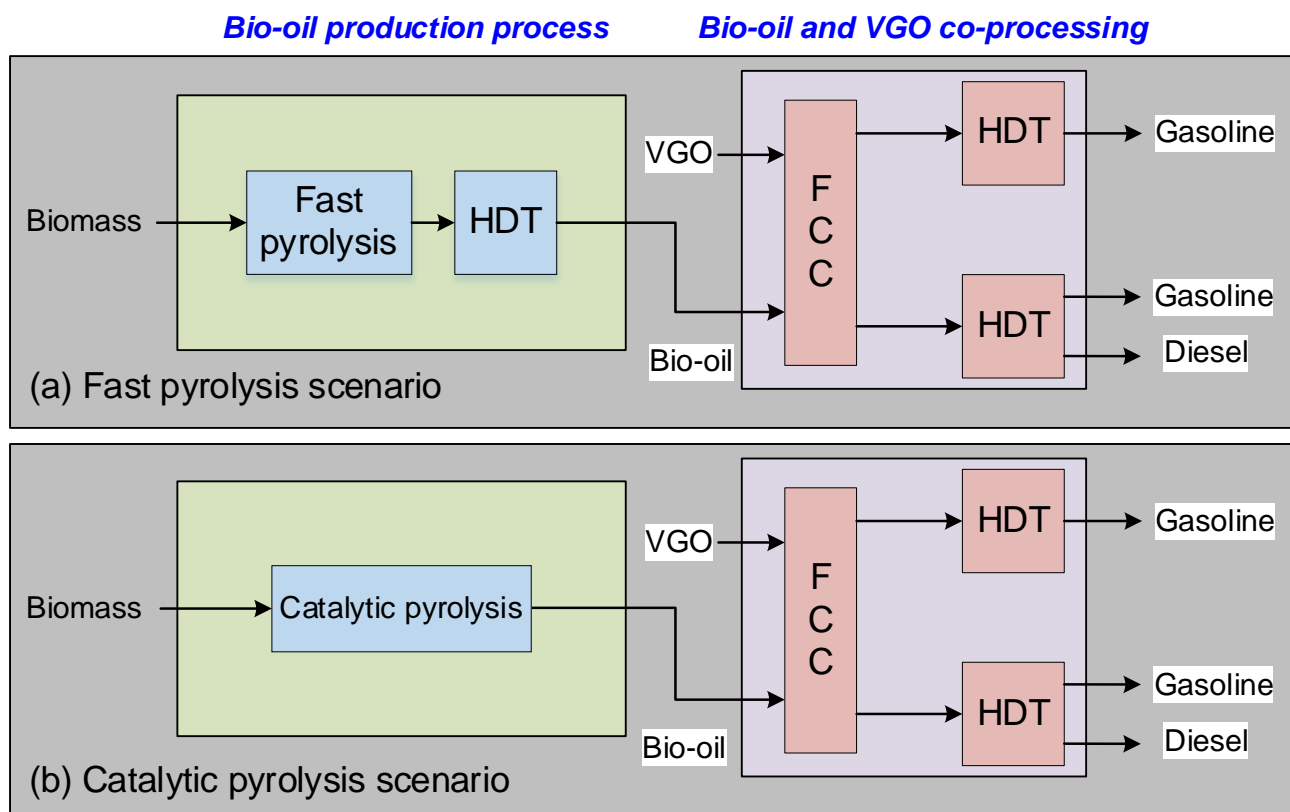 Bio-oil production process
Bio-oil and VGO co-processing
Biomass
Fast
pyrolysis
HDT
VGO
Bio-oil
F
C
C
HDT
Gasoline
HDT
Gasoline
Diesel
(a) Fast pyrolysis scenario
Biomass
Catalytic pyrolysis
VGO
Bio-oil
F
C
C
HDT
Gasoline
HDT
Gasoline
Diesel
(b) Catalytic pyrolysis scenario